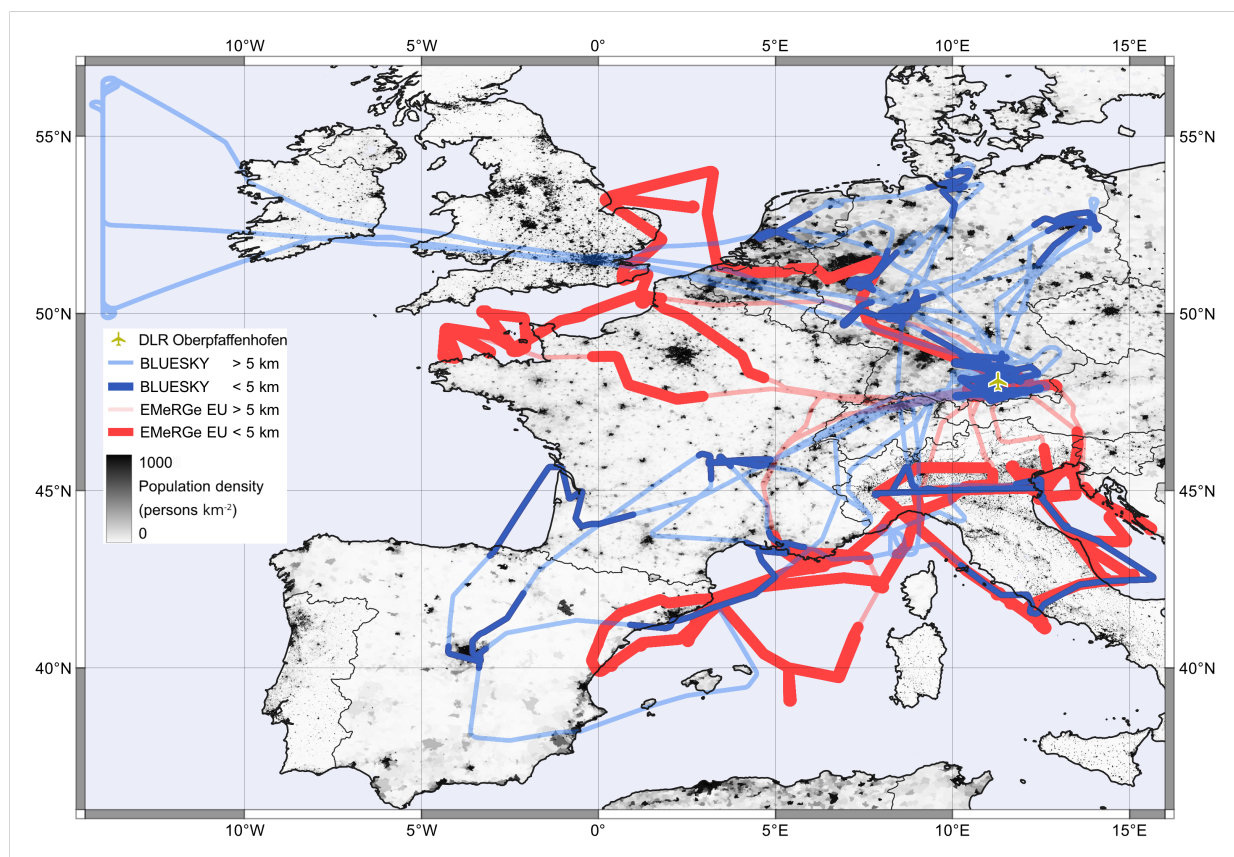 10°W 5°W 0° 5°E 10°E 15°E
55°N 55°N
50°N 50°N
DLR Oberpfaffenhofen
BLUESKY > 5 km
BLUESKY < 5 km
EMeRGe EU > 5 km
EMeRGe EU < 5 km
1000
Population density
(persons km⁻²)
0
45°N 45°N
40°N 40°N
10°W 5°W 0° 5°E 10°E 15°E